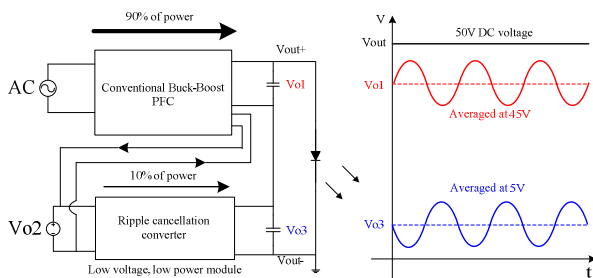 90% of power
Vout+
AC
Conventional Buck-Boost
PFC
Vo1
10% of power
Vo2
Ripple cancellation
converter
Vo3
Low voltage, low power module
Vout-
V
50V DC voltage
Vout
Vo1
Averaged at 45V
Averaged at 5V
Vo3
t